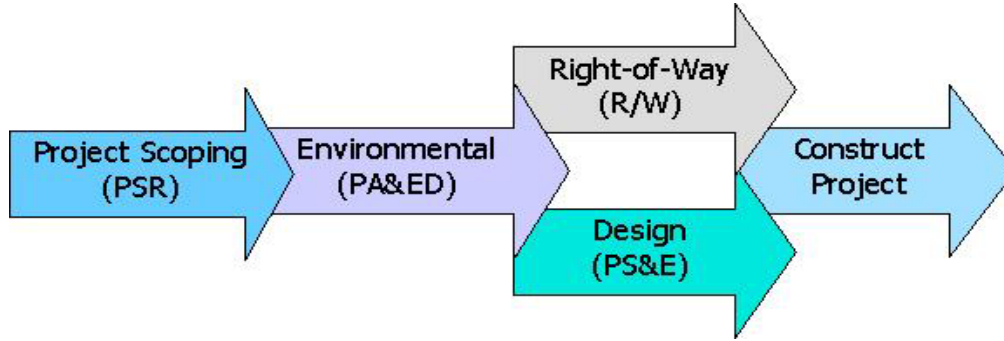 Project Scoping
(PSR)
Environmental
(PA&ED)
Right-of-Way
(R/W)
Design
(PS&E)
Construct
Project